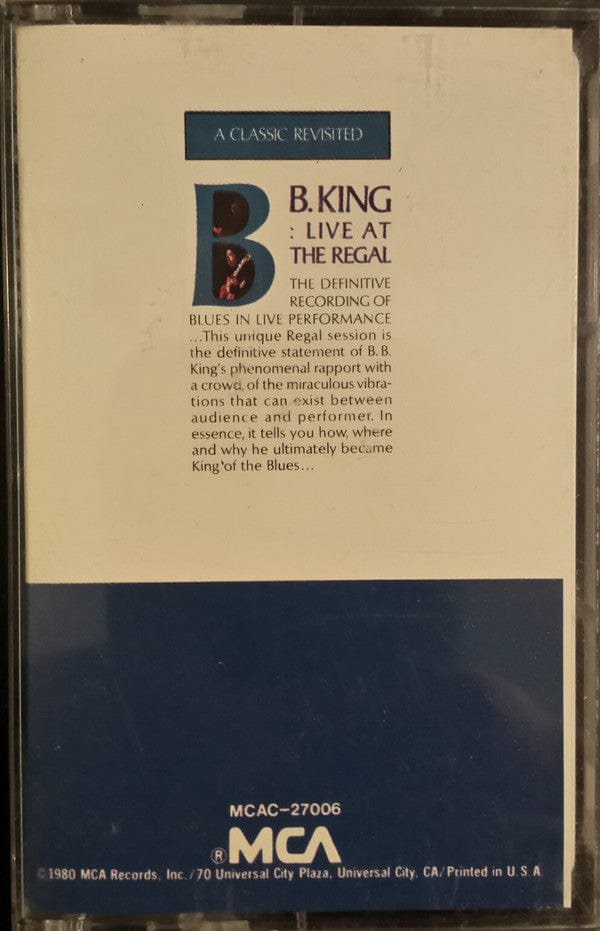 A CLASSIC REVISITED
B B. KING
: LIVE AT
THE REGAL
THE DEFINITIVE
RECORDING OF
BLUES IN LIVE PERFORMANCE
...This unique Regal session is
the definitive statement of B. B.
King's phenomenal rapport with
a crowd, of the miraculous vibra-
tions that can exist between
audience and performer. In
essence, it tells you how, where
and why he ultimately became
King of the Blues...
MCAC-27006
® MCA
© 1980 MCA Records, Inc./70 Universal City Plaza, Universal City, CA/Printed in U.S.A.